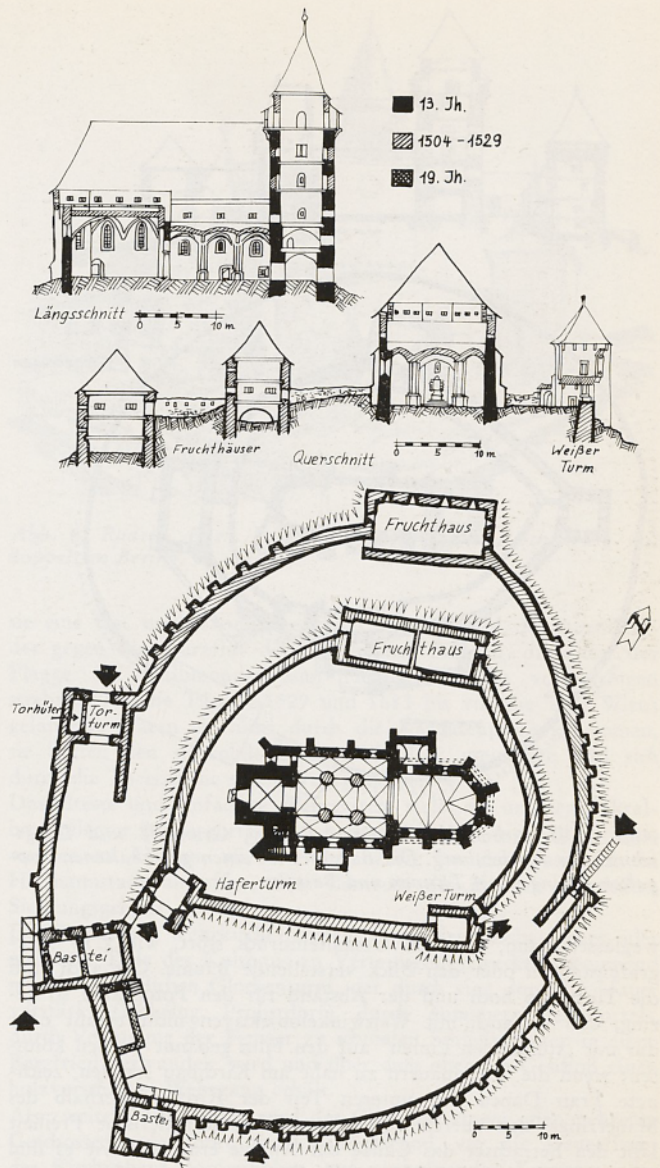 13. Jh.
1504 - 1529
19. Jh.
Längsschnitt
0 5 10 m.
Fruchthäuser
Querschnitt
0 5 10 m
Weißer
Turm
Fruchthaus
Fruchthaus
Torhüter
Tor-
turm
Haferturm
Weißer Turm
Bastei
Bastei
0 5 10 m